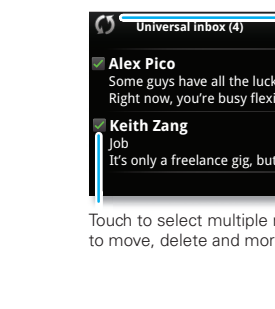 Universal inbox (4)
Alex Pico
Some guys have all the luck
Right now, you're busy flexi
Keith Zang
Job
It's only a freelance gig, but
Touch to select multiple
to move, delete and mor